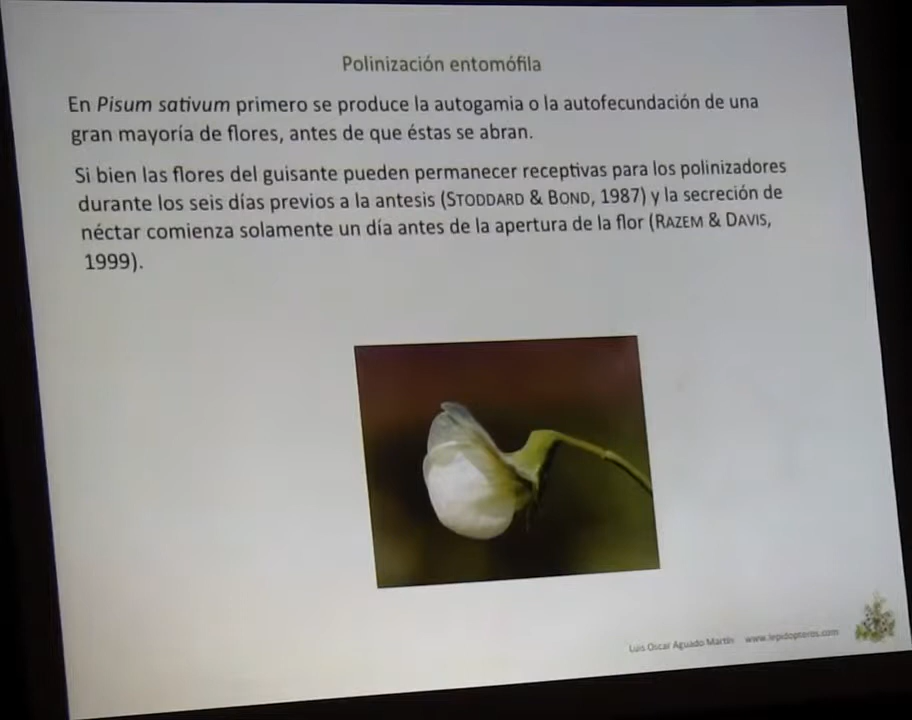 Polinización entomófila
En Pisum sativum primero se produce la autogamia o la autofecundación de una
gran mayoría de flores, antes de que éstas se abran.
Si bien las flores del guisante pueden permanecer receptivas para los polinizadores
durante los seis días previos a la antesis (STODDARD & BOND, 1987) y la secreción de
néctar comienza solamente un día antes de la apertura de la flor (RAZEM & DAVIS,
1999).
Luis Oscar Aguado Martín www.lepidopteros.com